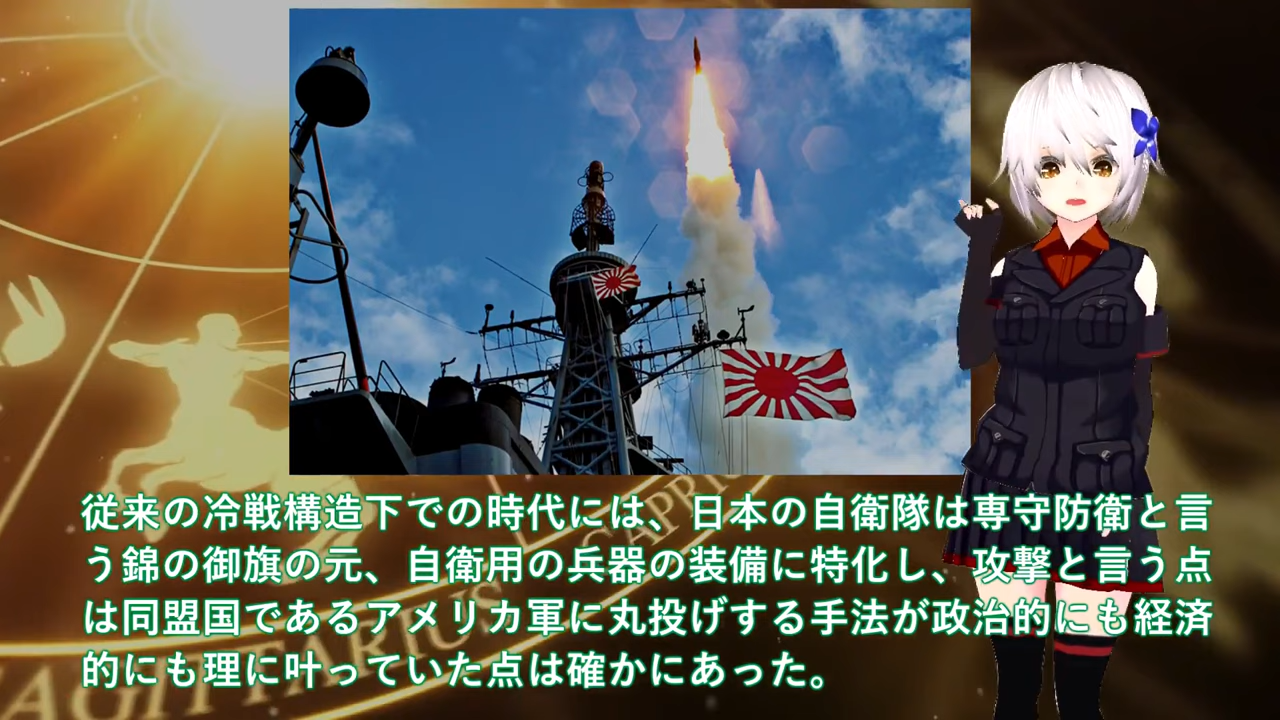 従来の冷戦構造下での時代には、日本の自衛隊は専守防衛と言
う錦の御旗の元、自衛用の兵器の装備に特化し、攻撃と言う点
は同盟国であるアメリカ軍に丸投げする手法が政治的にも経済
的にも理に叶っていた点は確かにあった。
SAGITTARIUS
CAPRIC